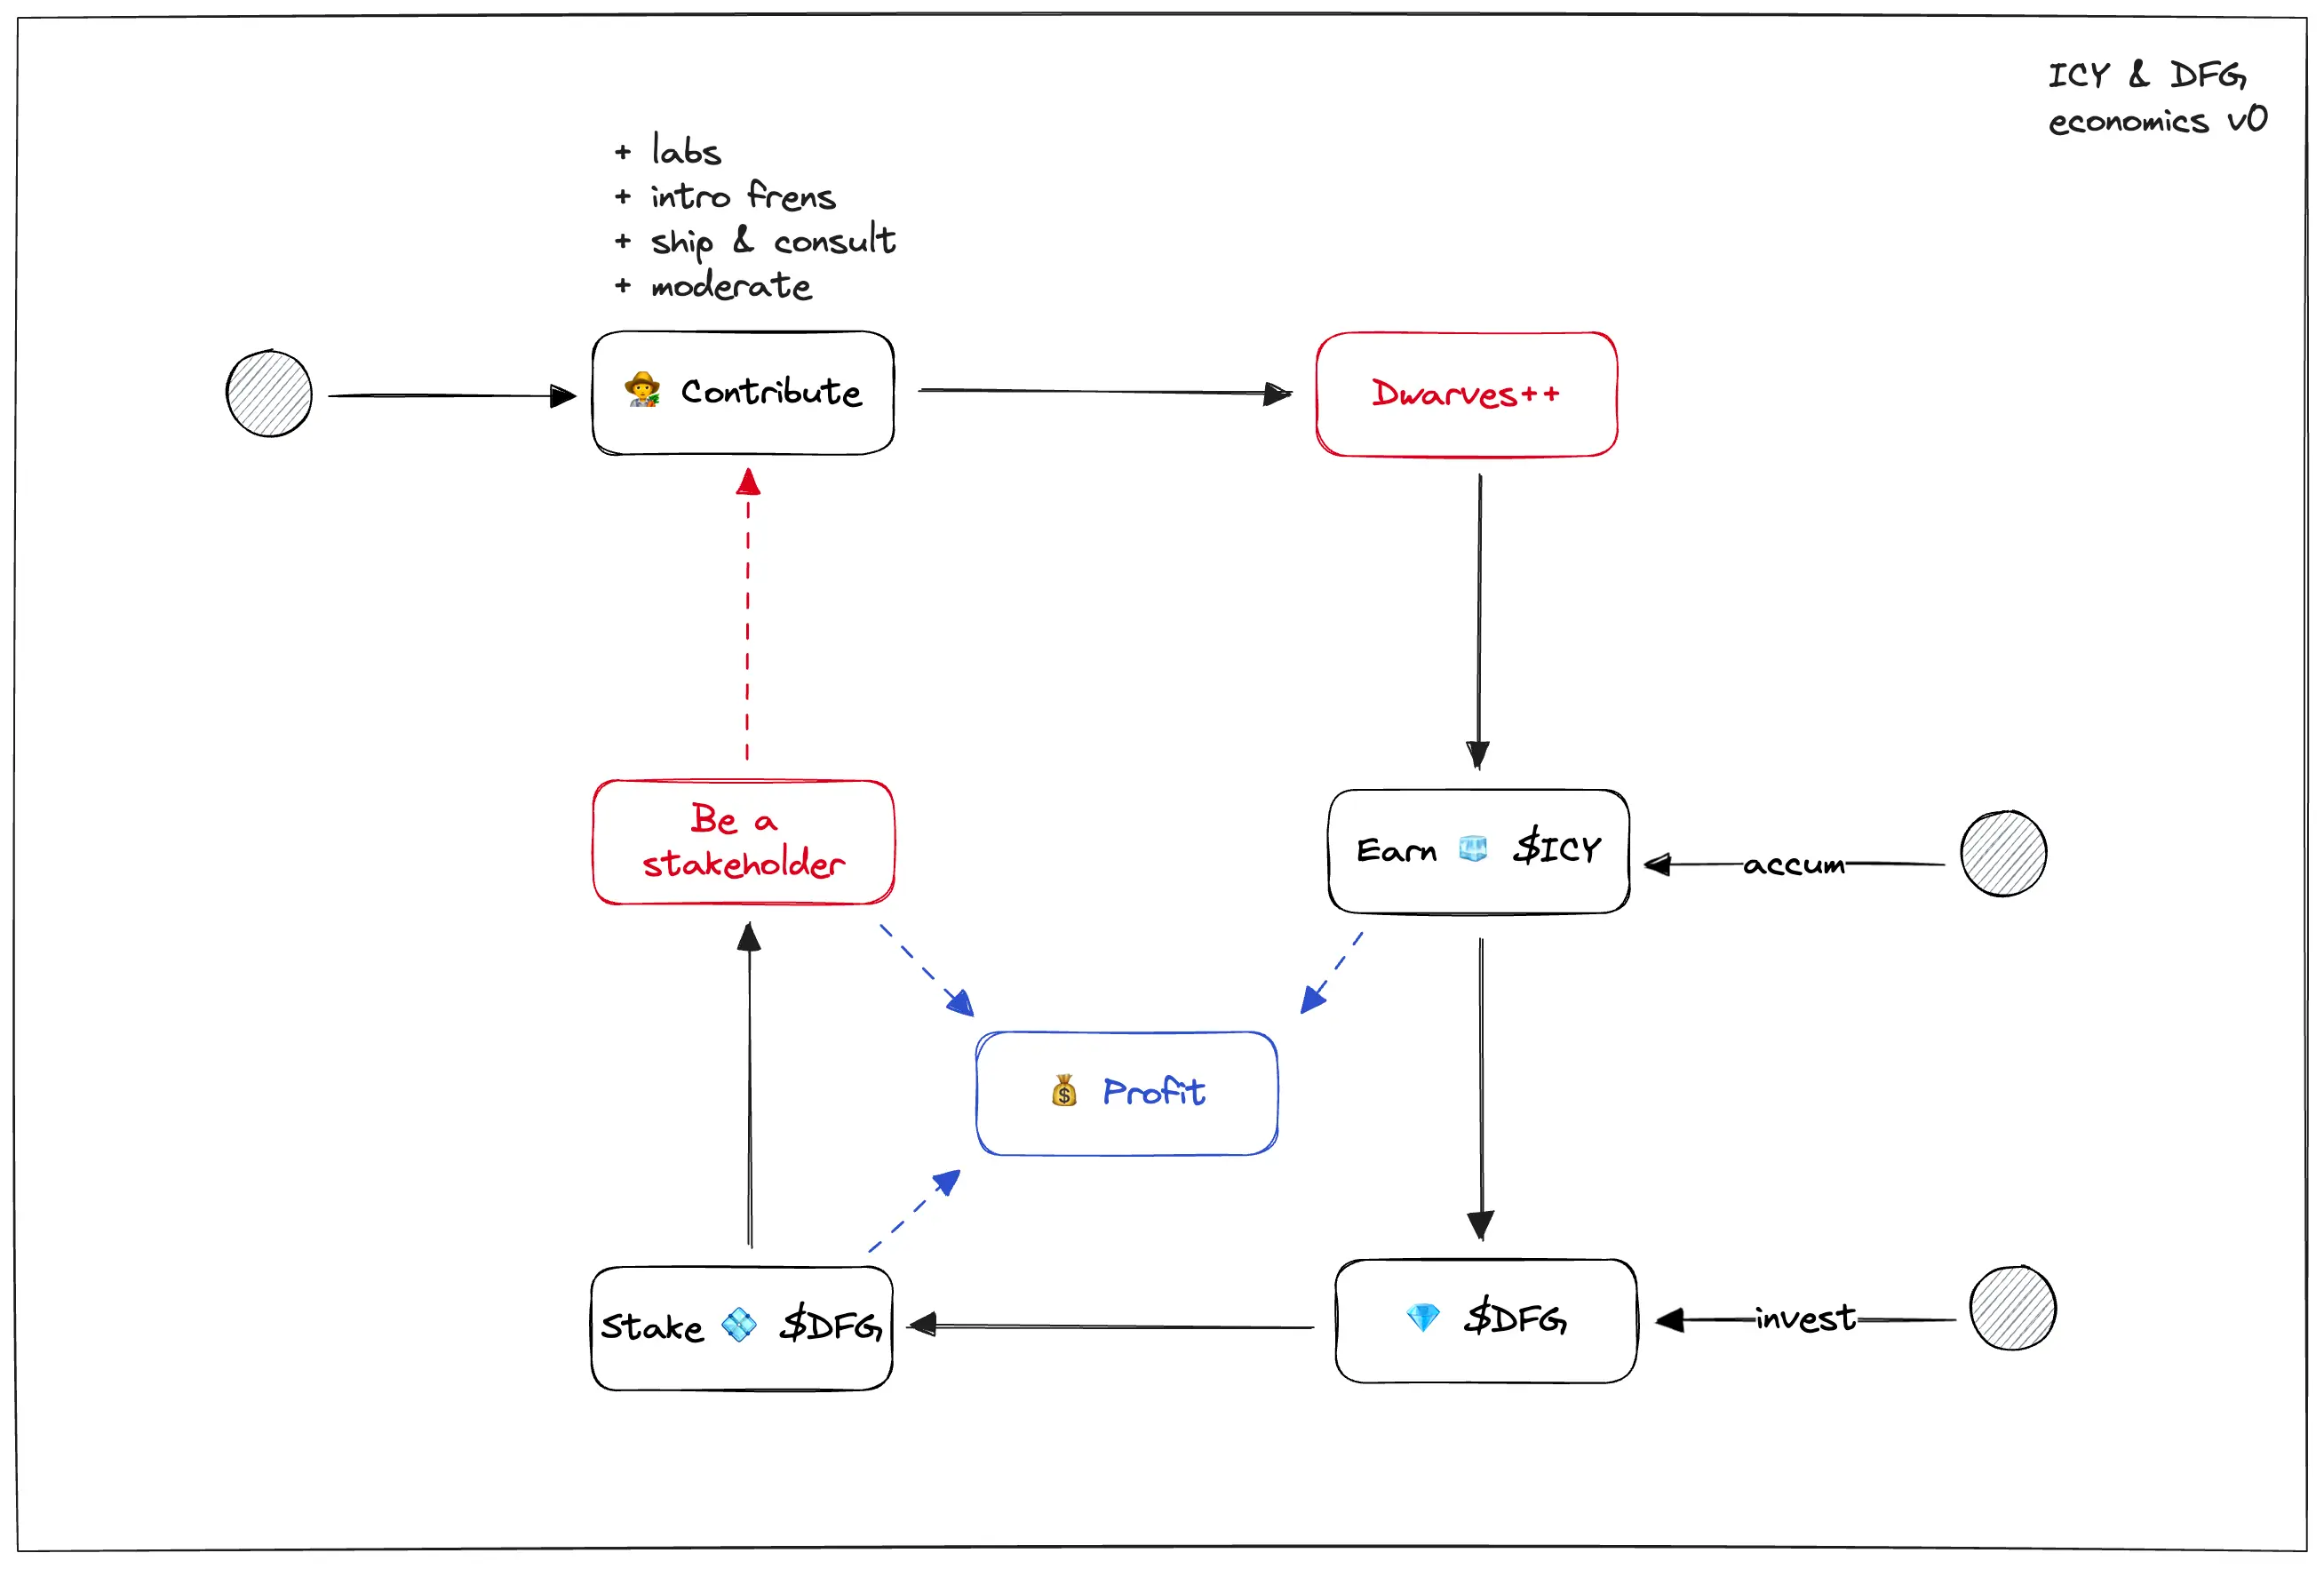 ICY & DFG
economics v0
+ labs
+ intro frens
+ ship & consult
+ moderate
Contribute
Dwarves++
Be a
stakeholder
Earn $ICY
accum
Profit
Stake $DFG
$DFG
invest